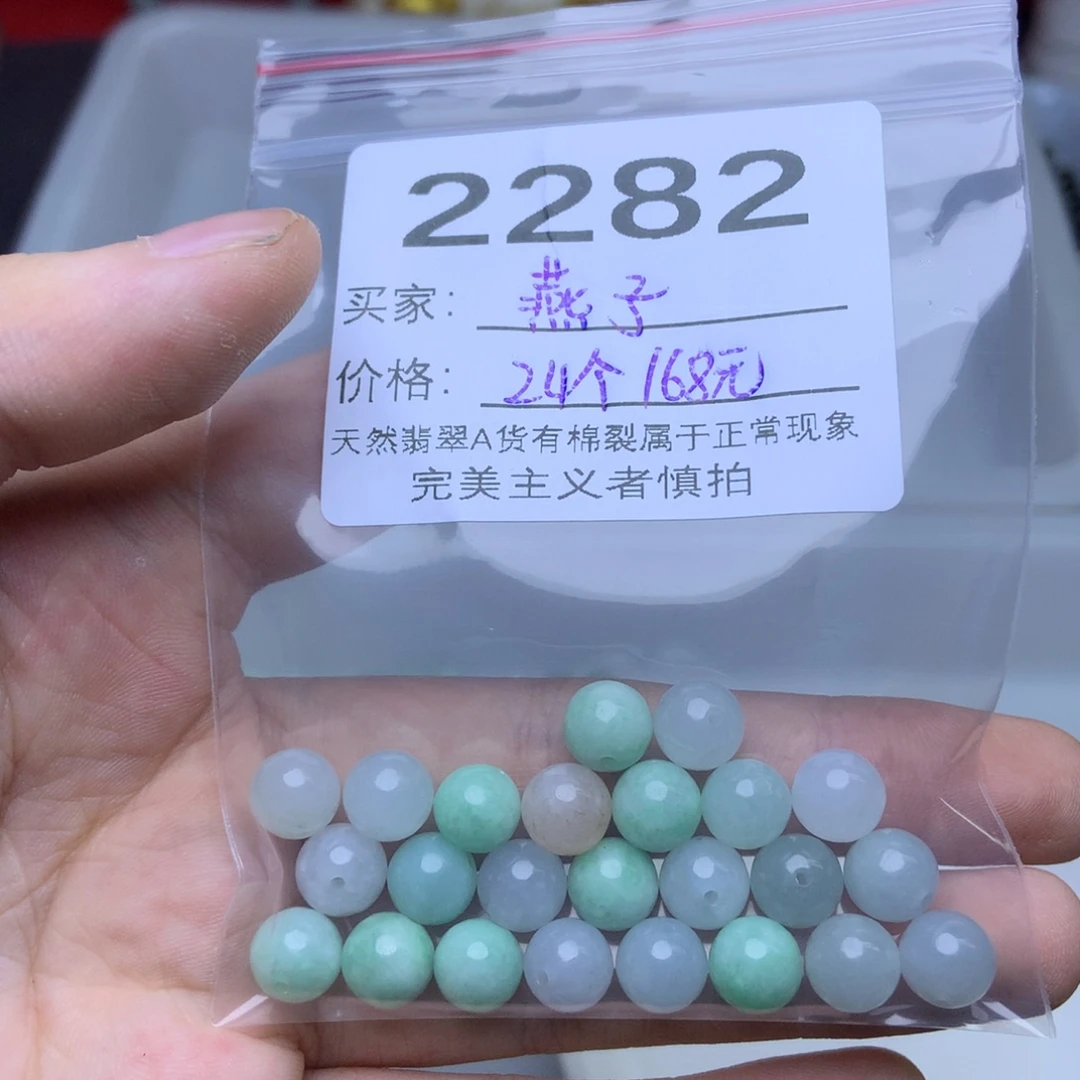 2282
买家：燕子
价格：24个 168元
天然翡翠A货有棉裂属于正常现象
完美主义者慎拍